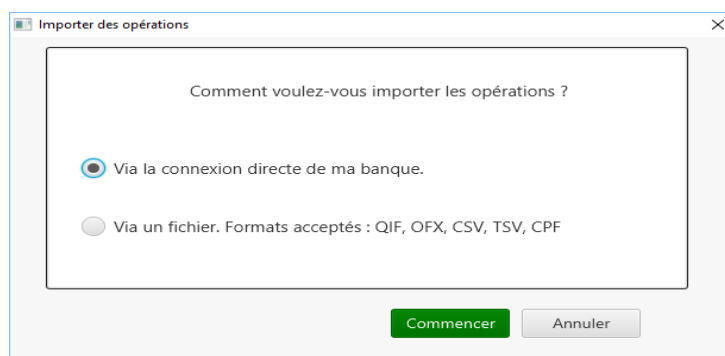 Importer des opérations
Comment voulez-vous importer les opérations ?
Via la connexion directe de ma banque.
Via un fichier. Formats acceptés : QIF, OFX, CSV, TSV, CPF
Commencer Annuler